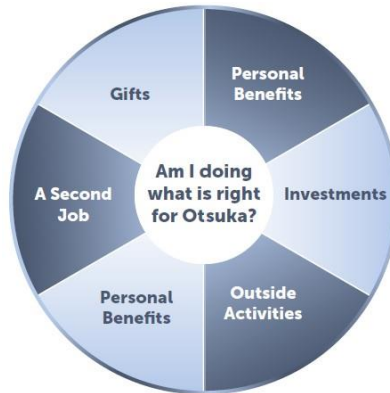 Gifts
Personal
Benefits
A Second
Job
Am I doing
what is right
for Otsuka?
Investments
Personal
Benefits
Outside
Activities